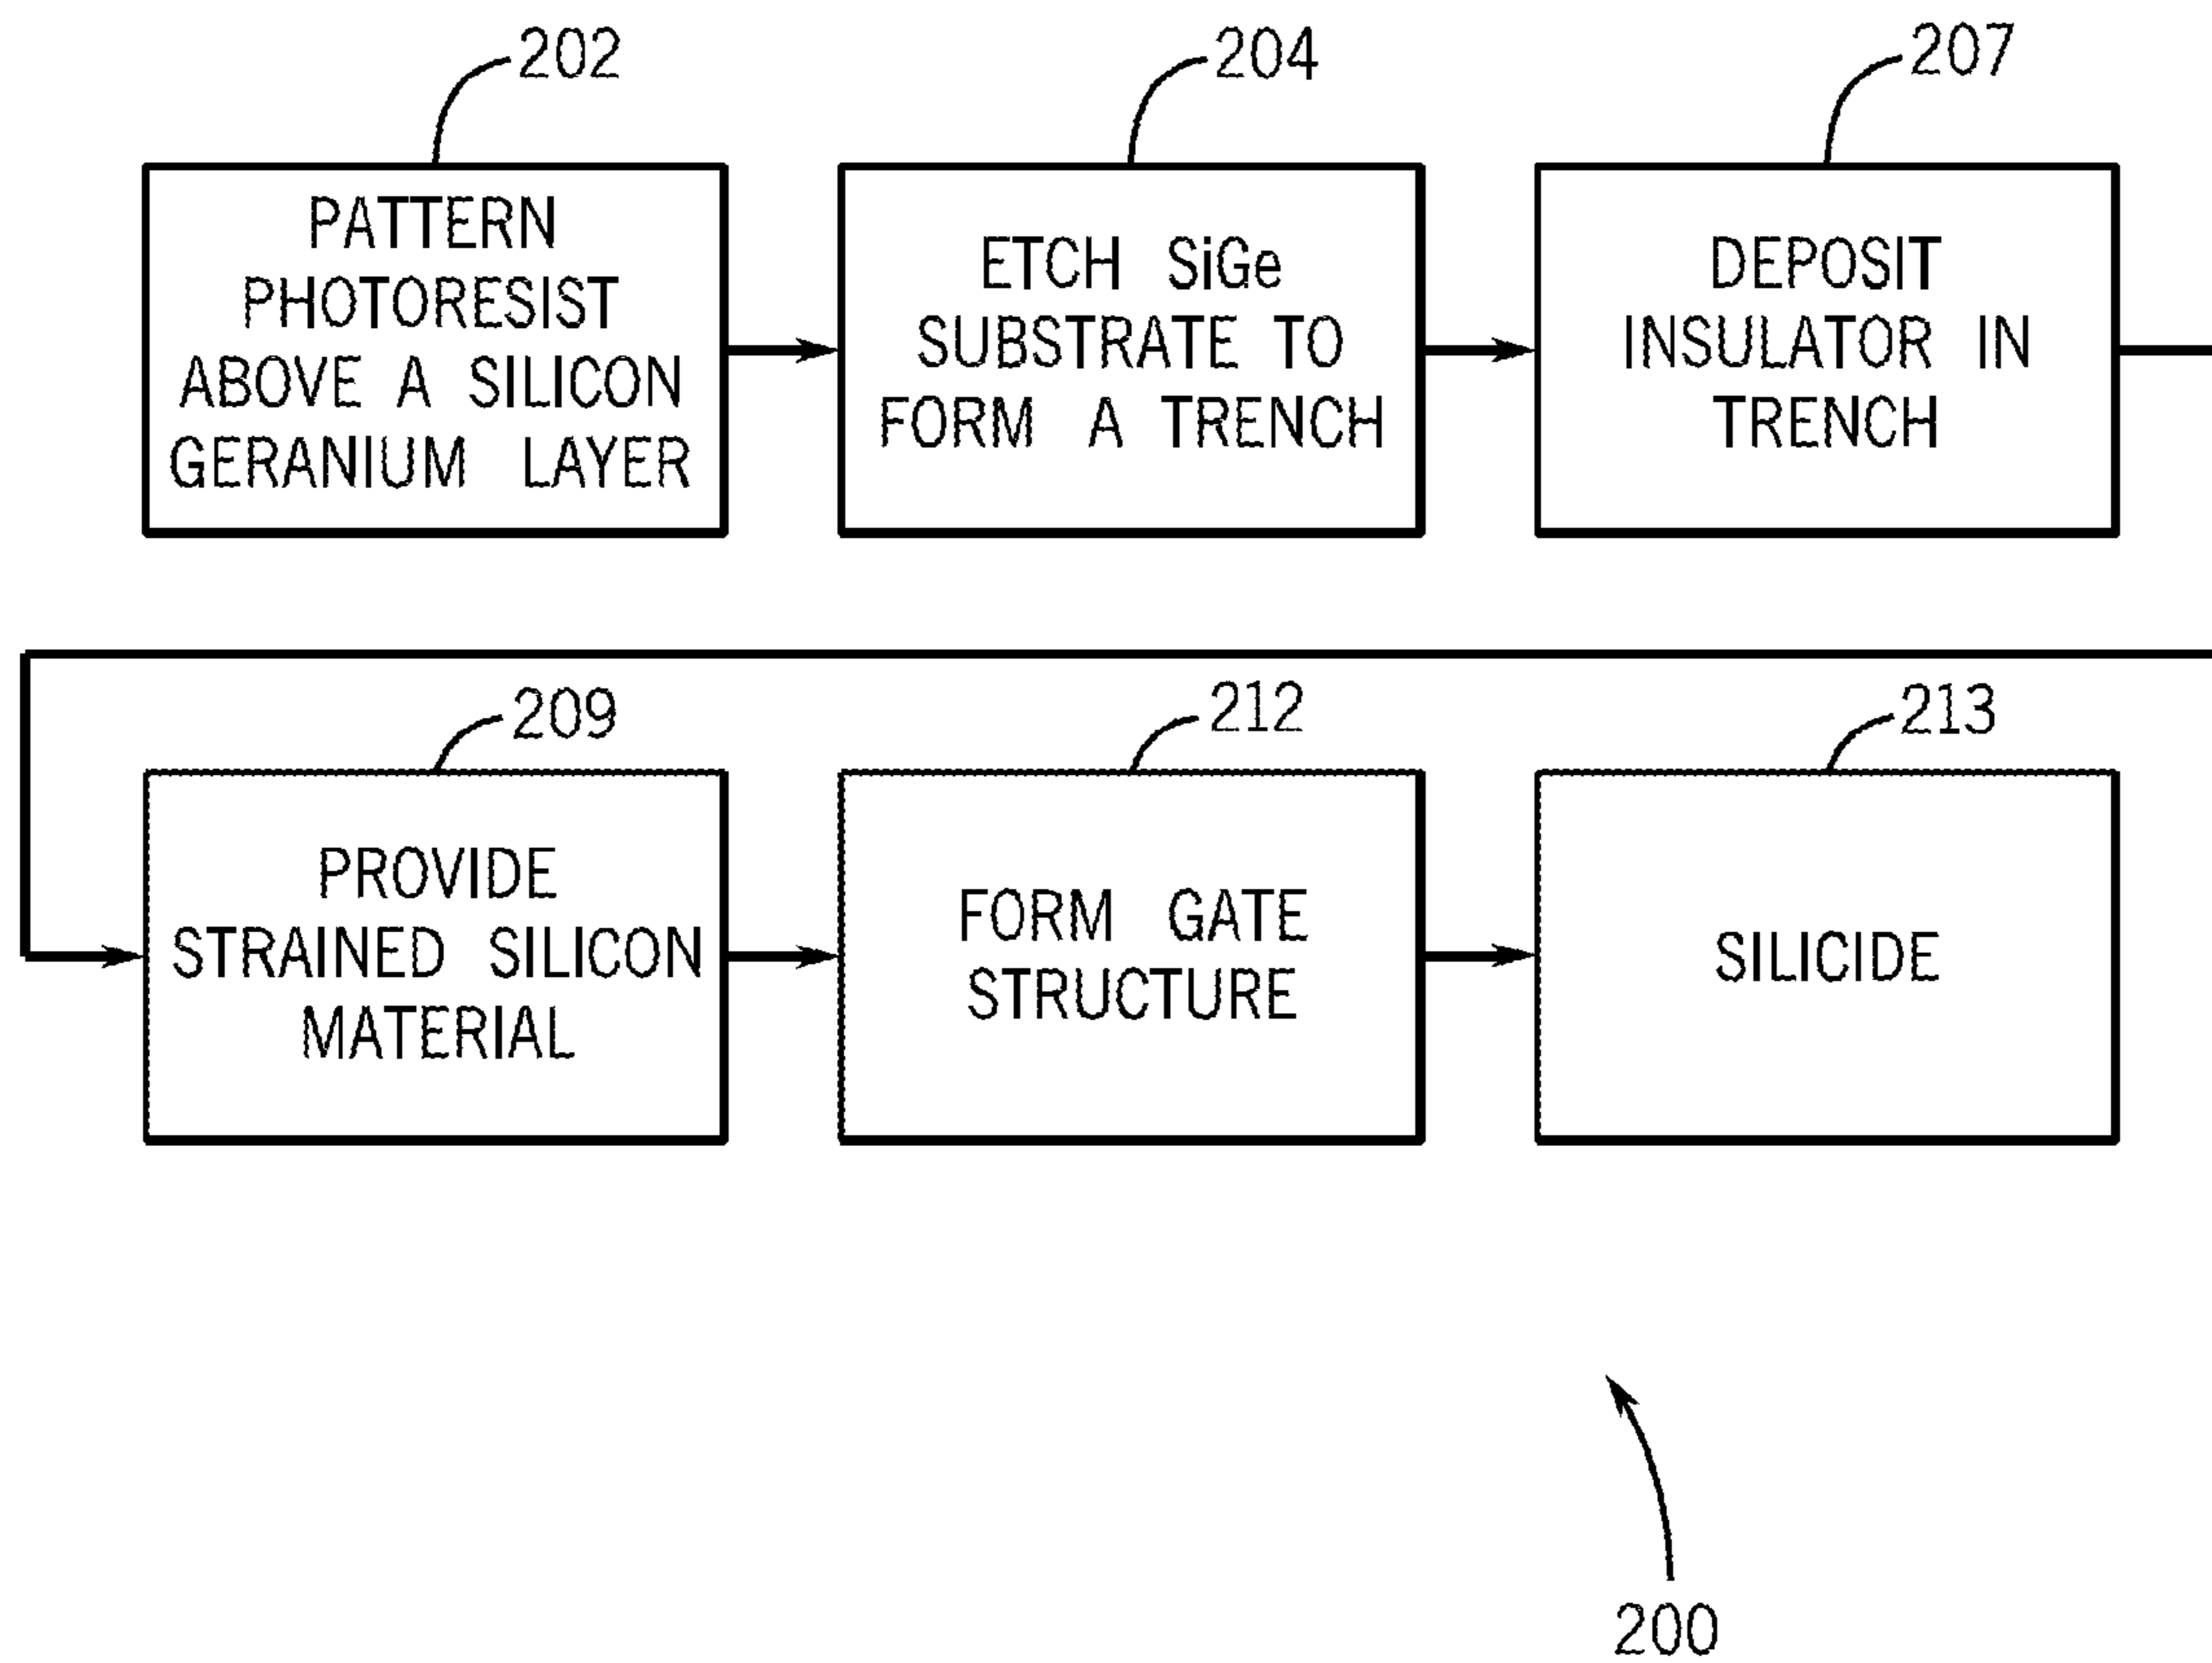 202
PATTERN
PHOTORESIST
ABOVE A SILICON
GERANIUM LAYER
204
ETCH SiGe
SUBSTRATE TO
FORM A TRENCH
207
DEPOSIT
INSULATOR IN
TRENCH
209
PROVIDE
STRAINED SILICON
MATERIAL
212
FORM GATE
STRUCTURE
213
SILICIDE
200